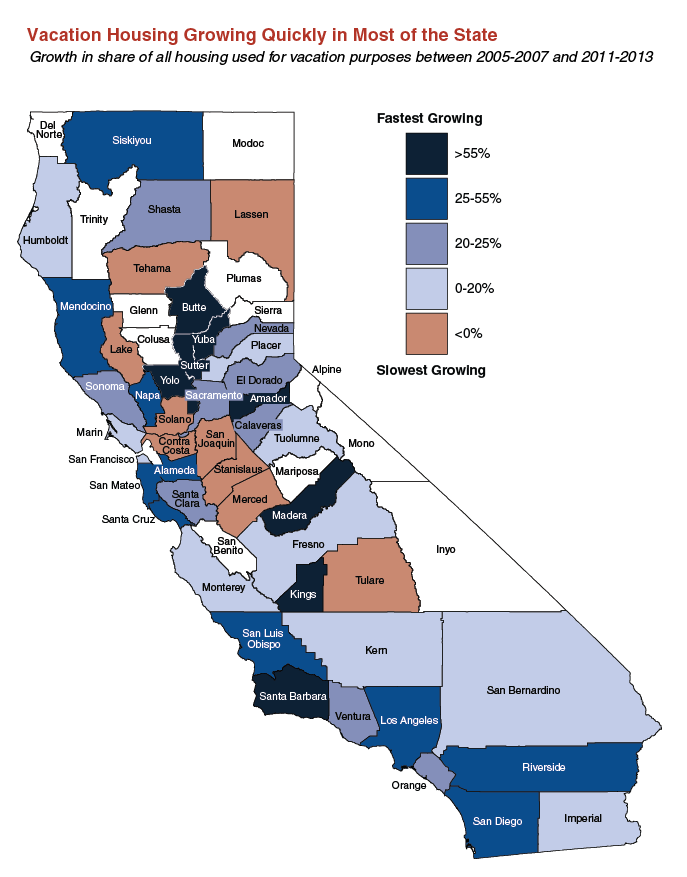 Vacation Housing Growing Quickly in Most of the State
Growth in share of all housing used for vacation purposes between 2005-2007 and 2011-2013
Fastest Growing
>55%
25-55%
20-25%
0-20%
<0%
Slowest Growing
Del
Norte
Siskiyou
Modoc
Humboldt
Trinity
Shasta
Lassen
Tehama
Plumas
Mendocino
Glenn
Butte
Sierra
Colusa
Yuba
Nevada
Lake
Sutter
Placer
Sonoma
Napa
Yolo
El Dorado
Alpine
Sacramento
Amador
Solano
Calaveras
Marin
Contra
Costa
San
Joaquin
Tuolumne
Mono
San Francisco
Alameda
Stanislaus
Mariposa
San Mateo
Santa
Clara
Merced
Santa Cruz
Madera
San
Benito
Fresno
Inyo
Monterey
Kings
Tulare
San Luis
Obispo
Kern
Santa Barbara
San Bernardino
Ventura
Los Angeles
Orange
Riverside
San Diego
Imperial